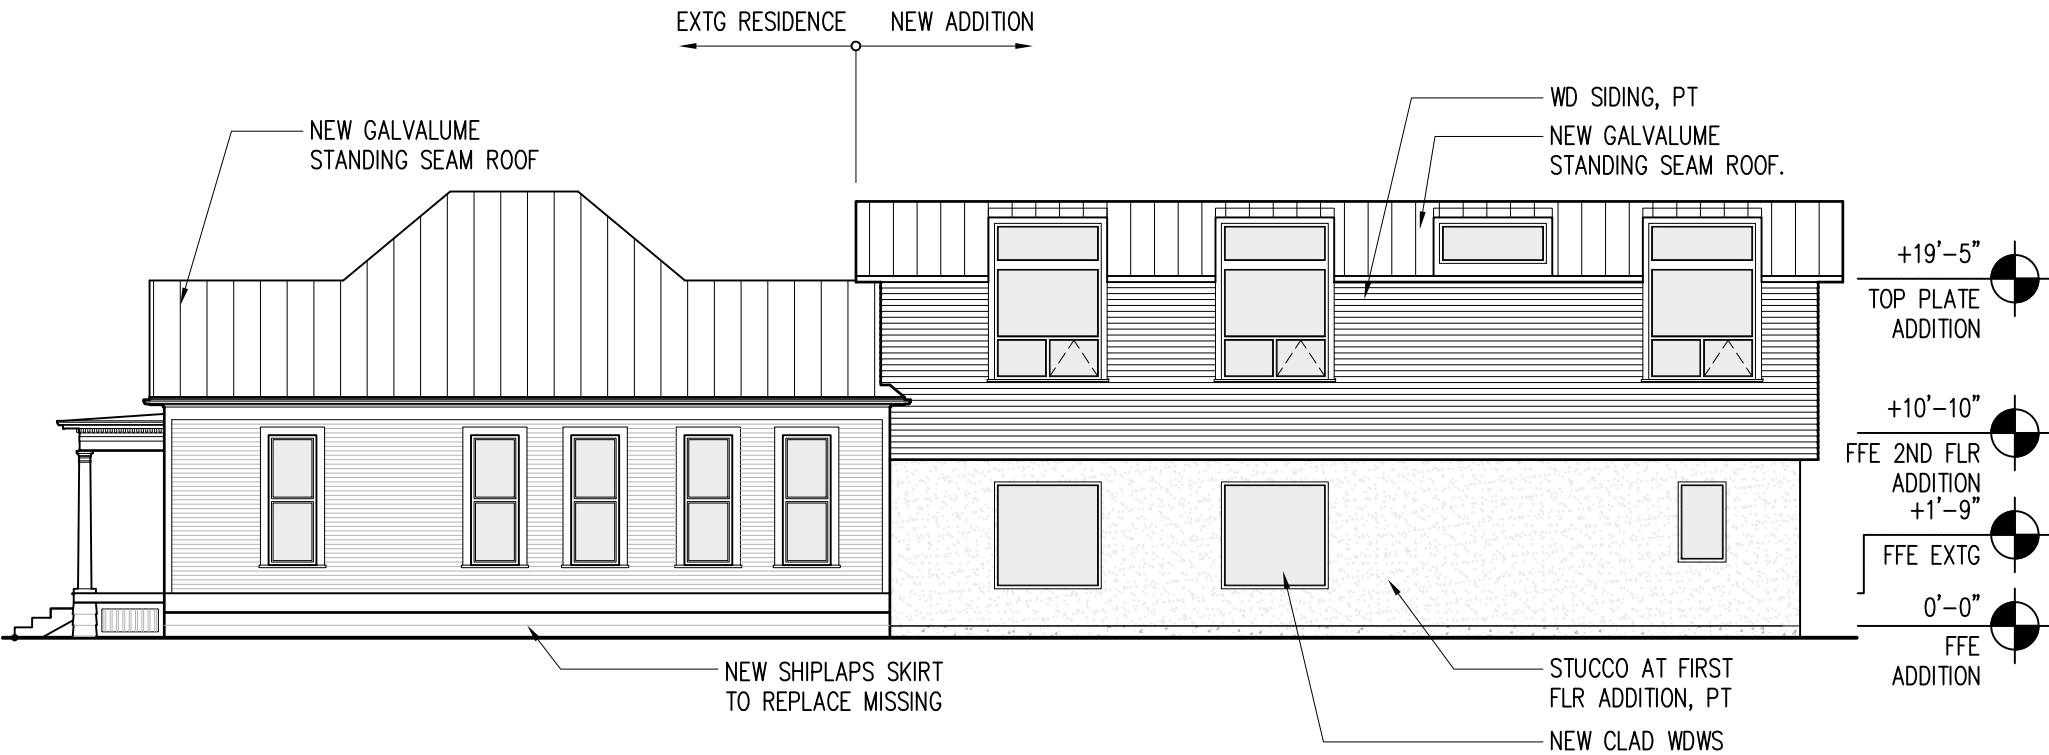 EXTG RESIDENCE NEW ADDITION
WD SIDING, PT
NEW GALVALUME
STANDING SEAM ROOF
NEW GALVALUME
STANDING SEAM ROOF.
+19'-5"
TOP PLATE
ADDITION
+10'-10"
FFE 2ND FLR
ADDITION
+1'-9"
FFE EXTG
0'-0"
FFE
ADDITION
NEW SHIPLAPS SKIRT
TO REPLACE MISSING
STUCCO AT FIRST
FLR ADDITION, PT
NEW CLAD WDWS